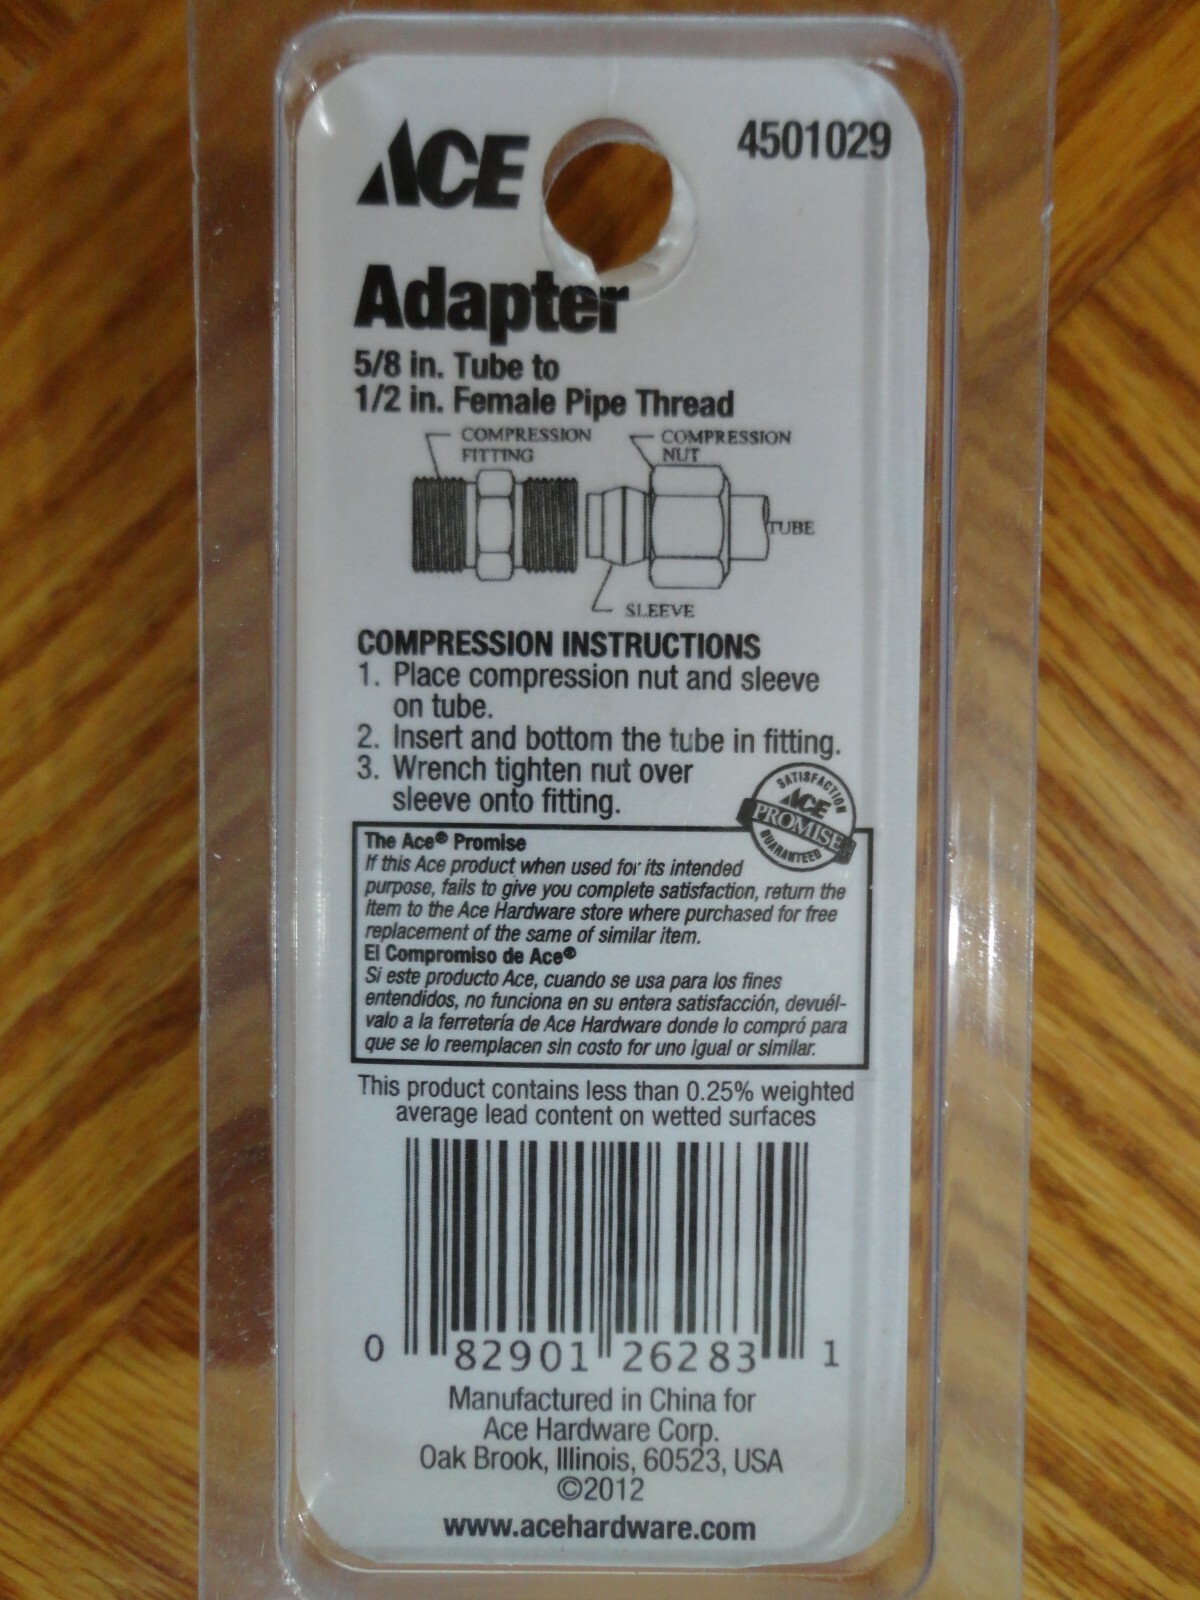 ACE
4501029
Adapter
5/8 in. Tube to
1/2 in. Female Pipe Thread
COMPRESSION
FITTING
COMPRESSION
NUT
TUBE
SLEEVE
COMPRESSION INSTRUCTIONS
1. Place compression nut and sleeve
on tube.
2. Insert and bottom the tube in fitting.
3. Wrench tighten nut over
sleeve onto fitting.
SATISFACTION
ACE
PROMISE
GUARANTEED
The Ace® Promise
If this Ace product when used for its intended
purpose, fails to give you complete satisfaction, return the
item to the Ace Hardware store where purchased for free
replacement of the same of similar item.
El Compromiso de Ace®
Si este producto Ace, cuando se usa para los fines
entendidos, no funciona en su entera satisfacción, devuél-
valo a la ferretería de Ace Hardware donde lo compró para
que se lo reemplacen sin costo for uno igual or similar.
This product contains less than 0.25% weighted
average lead content on wetted surfaces
0 82901 26283 1
Manufactured in China for
Ace Hardware Corp.
Oak Brook, Illinois, 60523, USA
©2012
www.acehardware.com